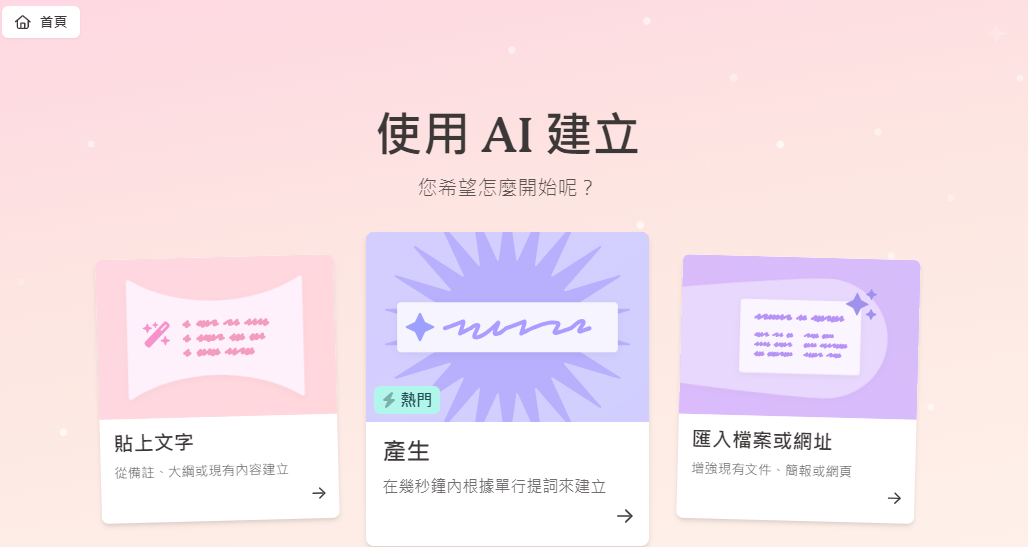 首頁
使用 AI 建立
您希望怎麼開始呢？
貼上文字
從備註、大綱或現有內容建立
熱門
產生
在幾秒鐘內根據單行提詞來建立
匯入檔案或網址
增強現有文件、簡報或網頁